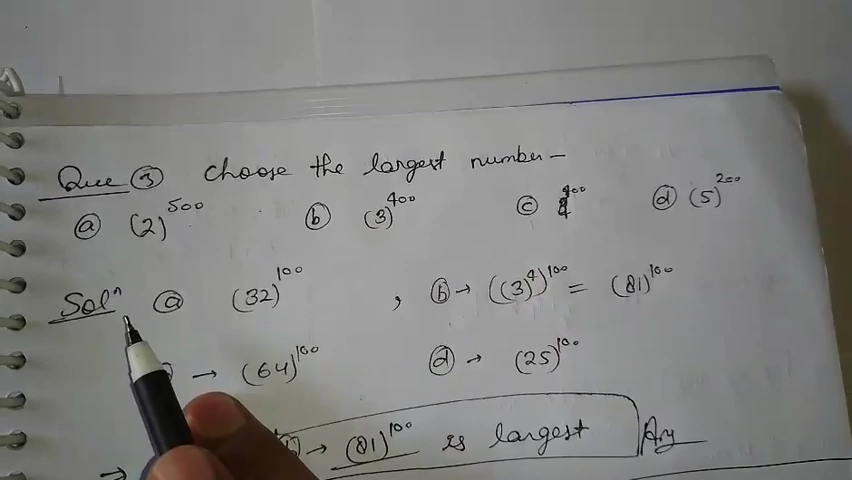 Que ③ Choose the largest number –
ⓐ (2)^500 ⓑ (3)^400 ⓒ ^400 ⓓ (5)^200
Solⁿ ⓐ (32)^100 , ⓑ → ((3)^4)^100 = (81)^100
→ (64)^100 ⓓ → (25)^100
→ (81)^100 is largest Ans
→